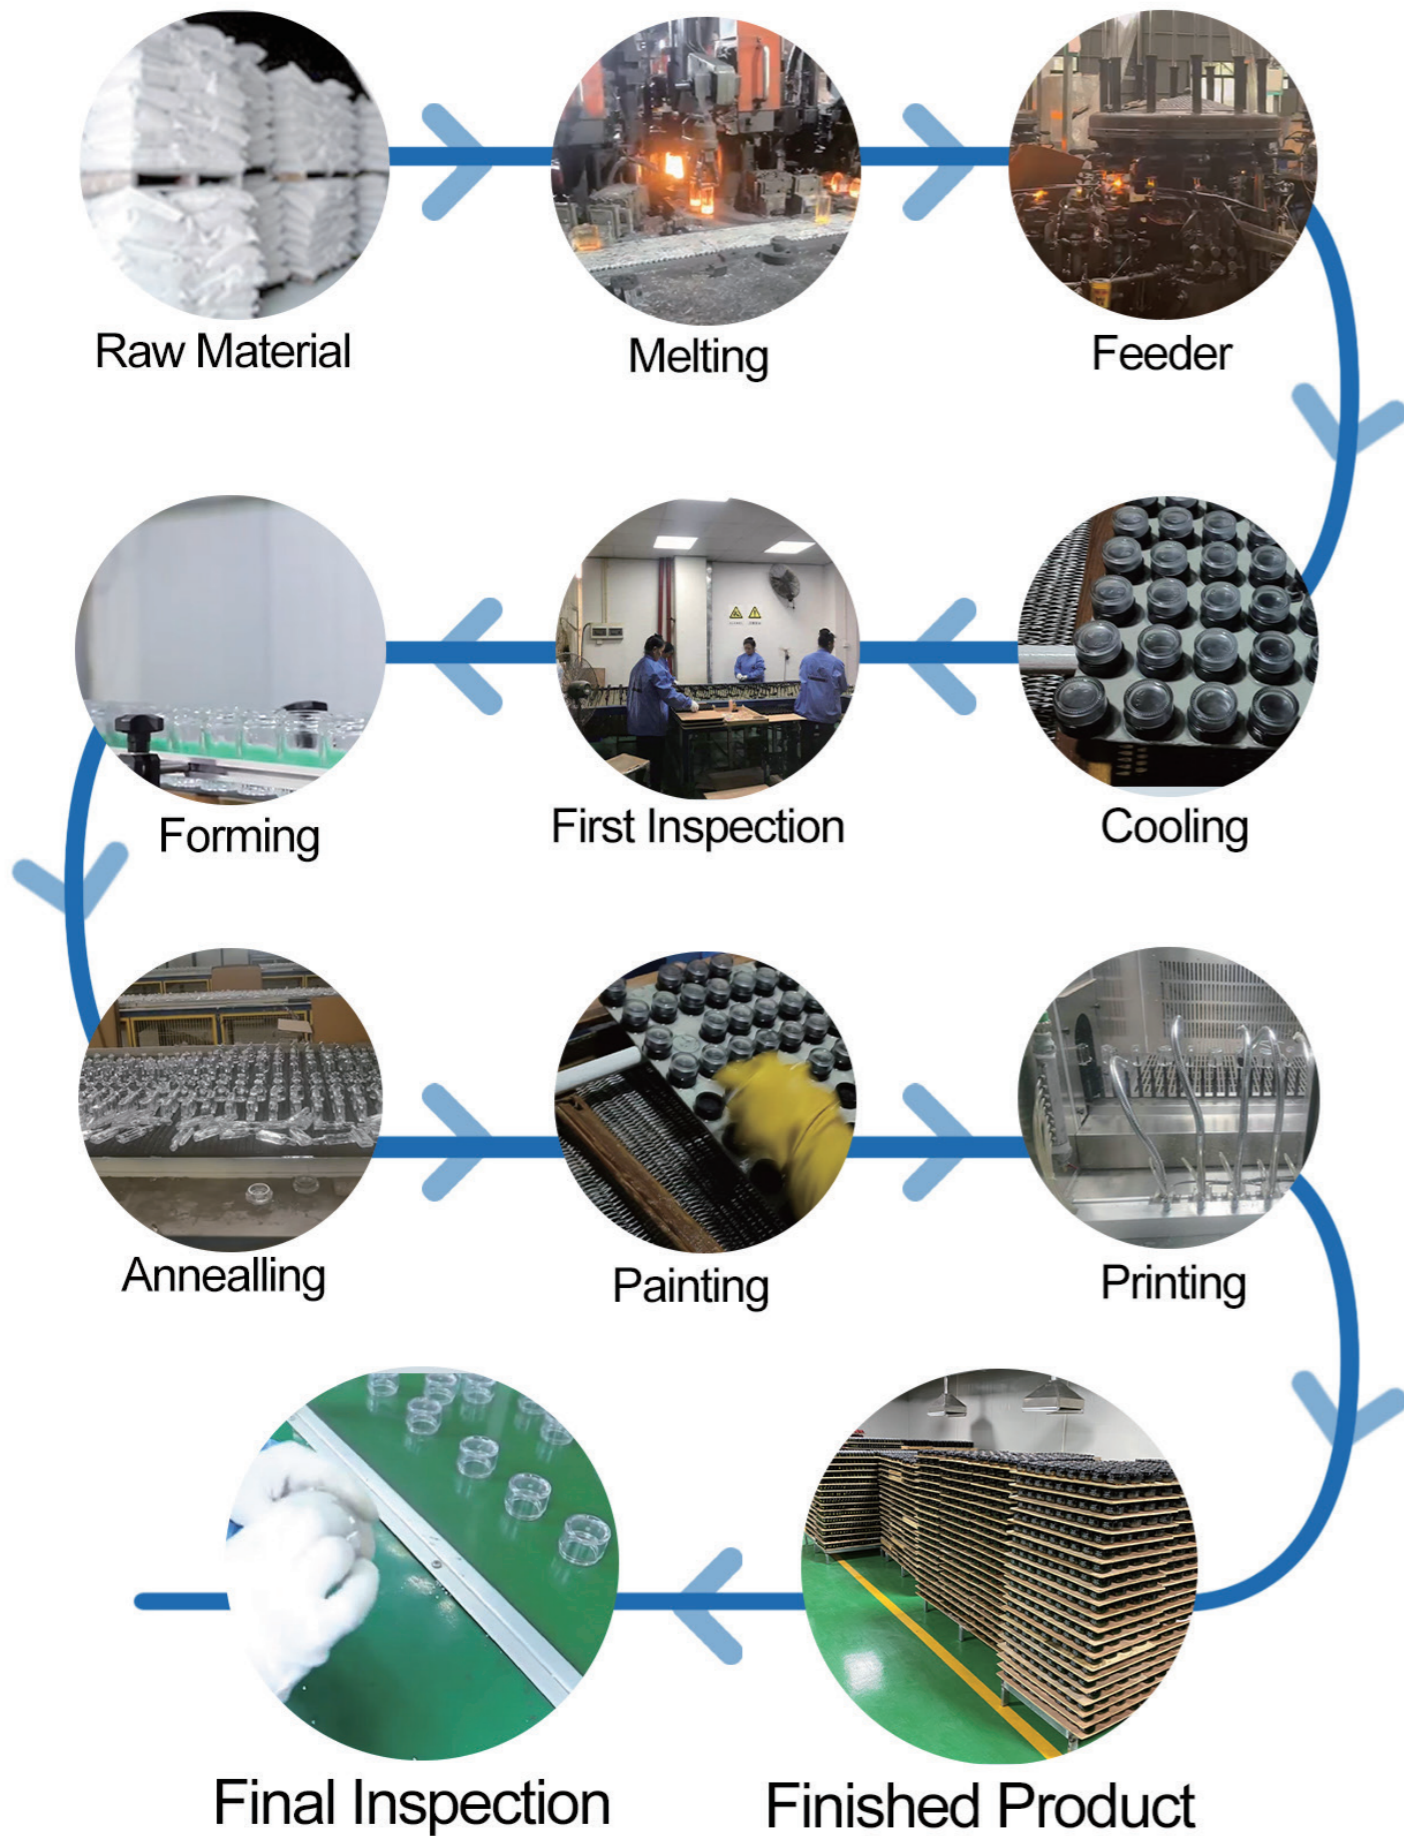 Raw Material
Melting
Feeder
Cooling
First Inspection
Forming
Annealling
Painting
Printing
Finished Product
Final Inspection